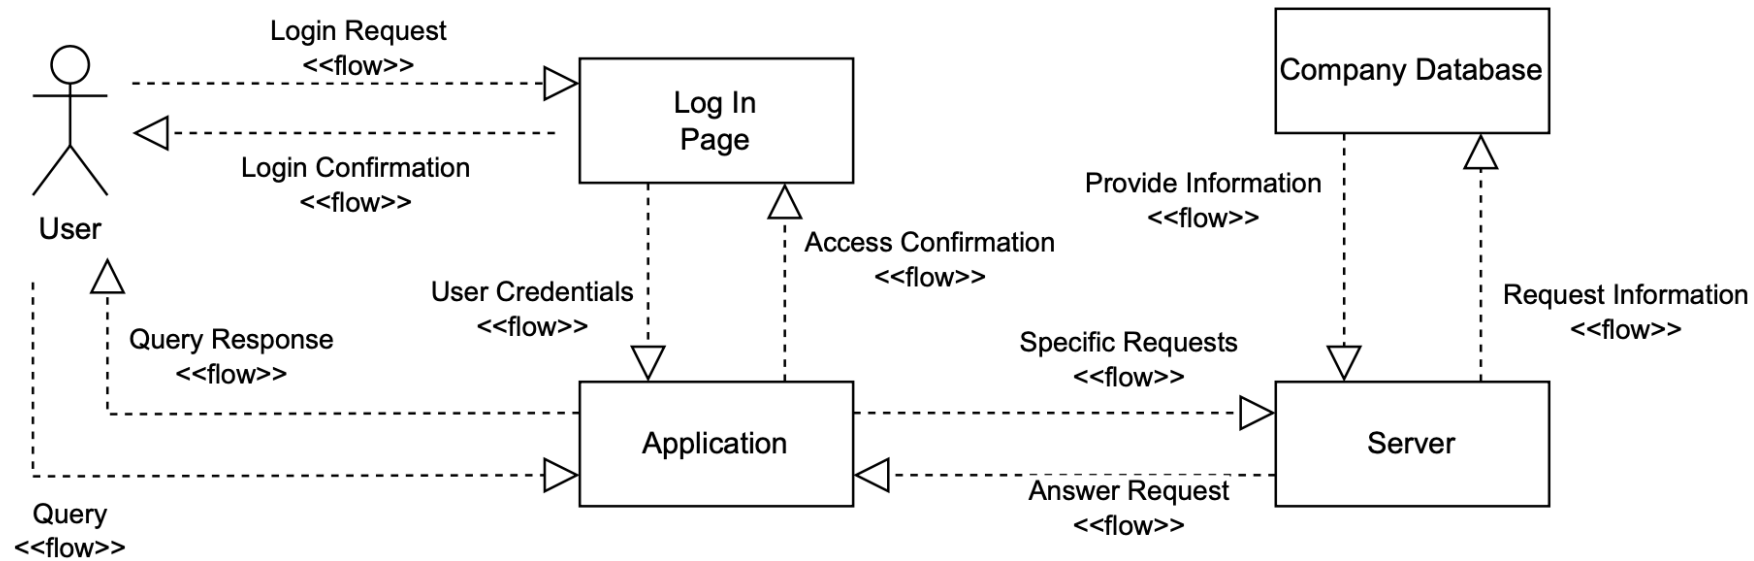 Login Request
<<flow>>
Log In
Page
Company Database
Login Confirmation
<<flow>>
User
Provide Information
<<flow>>
Access Confirmation
<<flow>>
User Credentials
<<flow>>
Request Information
<<flow>>
Query Response
<<flow>>
Specific Requests
<<flow>>
Application
Server
Answer Request
<<flow>>
Query
<<flow>>